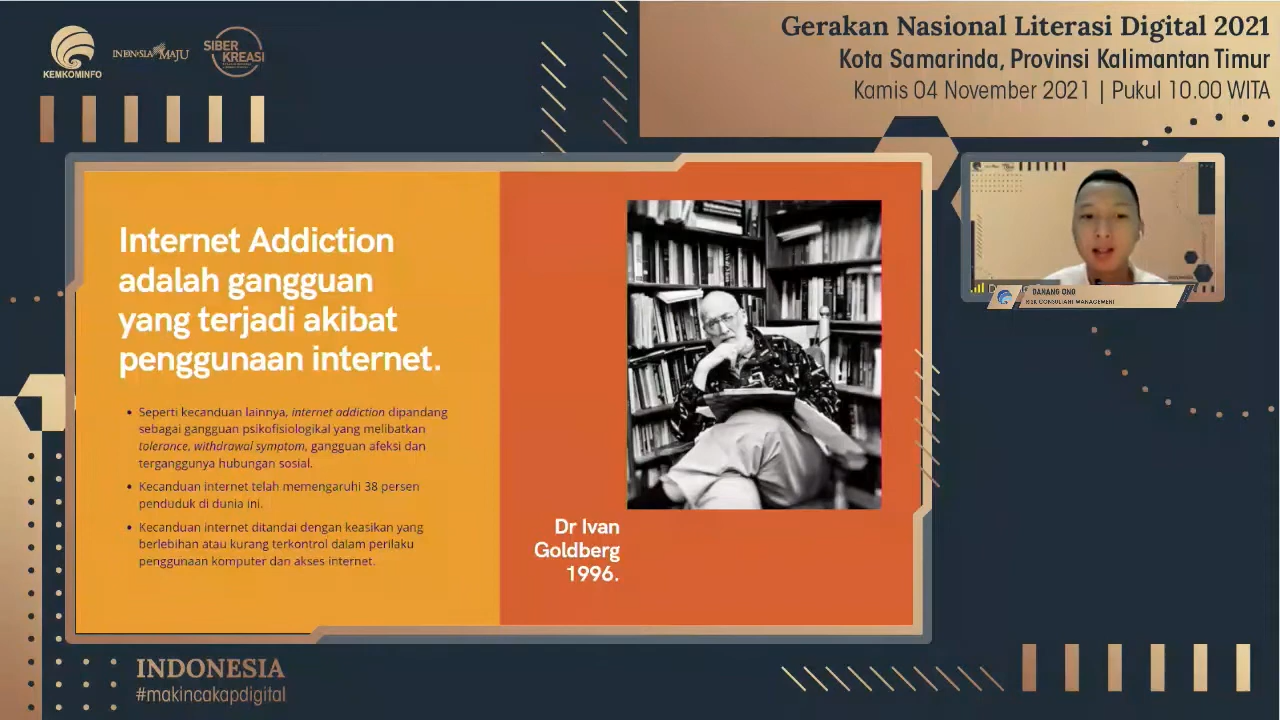 KEMKOMINFO
INDONESIA MAJU
SIBER
KREASI
Gerakan Nasional Literasi Digital 2021
Kota Samarinda, Provinsi Kalimantan Timur
Kamis 04 November 2021 | Pukul 10.00 WITA
Internet Addiction
adalah gangguan
yang terjadi akibat
penggunaan internet.
• Seperti kecanduan lainnya, internet addiction dipandang
sebagai gangguan psikofisiologikal yang melibatkan
tolerance, withdrawal symptom, gangguan afeksi dan
terganggunya hubungan sosial.
• Kecanduan internet telah memengaruhi 38 persen
penduduk di dunia ini.
• Kecanduan internet ditandai dengan keasikan yang
berlebihan atau kurang terkontrol dalam perilaku
penggunaan komputer dan akses internet.
Dr Ivan
Goldberg
1996.
DANANG ONO
RISK CONSULTANT MANAGEMENT
INDONESIA
#makincakapdigital